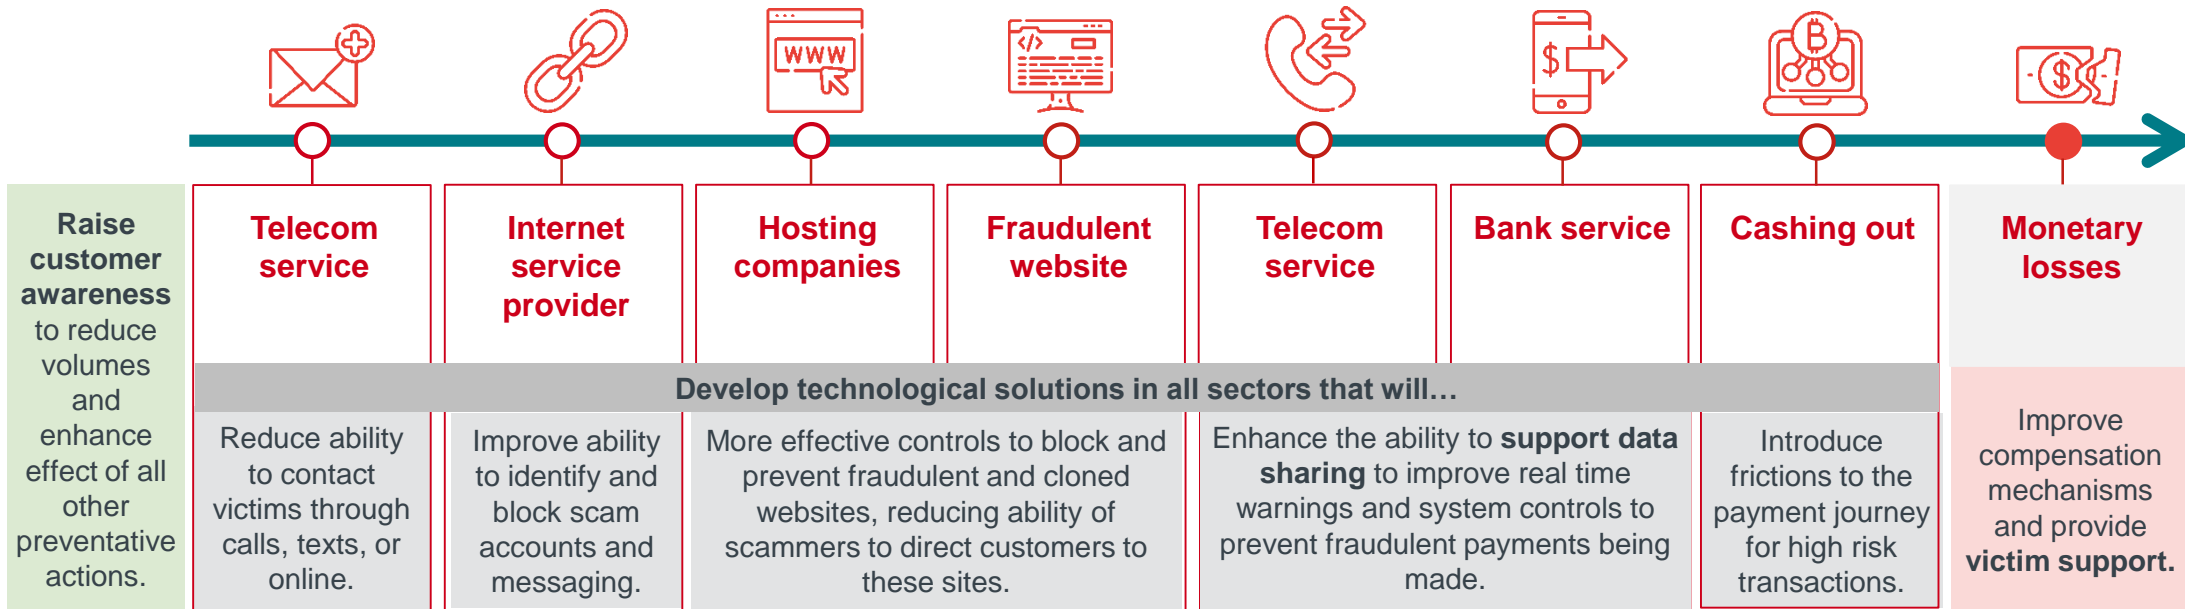 WWW
</>
$
$
B
$
Raise
customer
awareness
to reduce
volumes
and
enhance
effect of all
other
preventative
actions.
Telecom
service
Internet
service
provider
Hosting
companies
Fraudulent
website
Telecom
service
Bank service
Cashing out
Monetary
losses
Develop technological solutions in all sectors that will…
Reduce ability
to contact
victims through
calls, texts, or
online.
Improve ability
to identify and
block scam
accounts and
messaging.
More effective controls to block and
prevent fraudulent and cloned
websites, reducing ability of
scammers to direct customers to
these sites.
Enhance the ability to support data
sharing to improve real time
warnings and system controls to
prevent fraudulent payments being
made.
Introduce
frictions to the
payment journey
for high risk
transactions.
Improve
compensation
mechanisms
and provide
victim support.